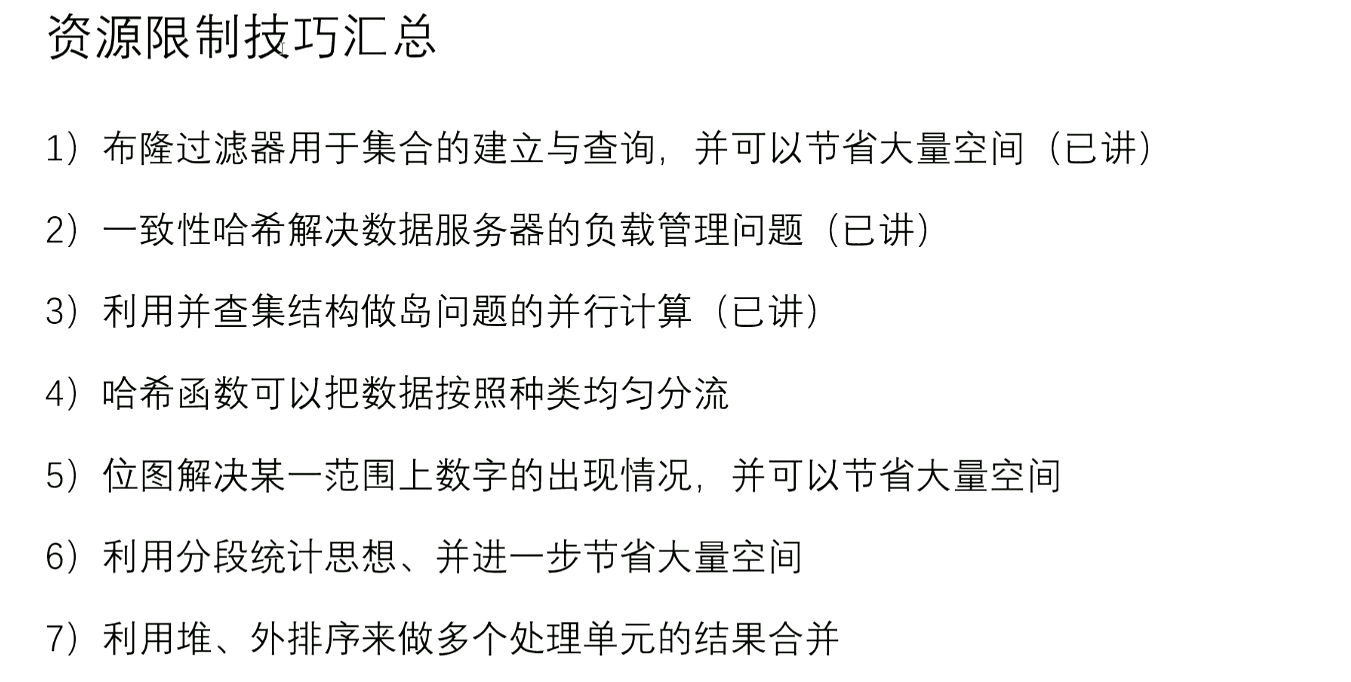 资源限制技巧汇总
1）布隆过滤器用于集合的建立与查询，并可以节省大量空间（已讲）
2）一致性哈希解决数据服务器的负载管理问题（已讲）
3）利用并查集结构做岛问题的并行计算（已讲）
4）哈希函数可以把数据按照种类均匀分流
5）位图解决某一范围上数字的出现情况，并可以节省大量空间
6）利用分段统计思想、并进一步节省大量空间
7）利用堆、外排序来做多个处理单元的结果合并